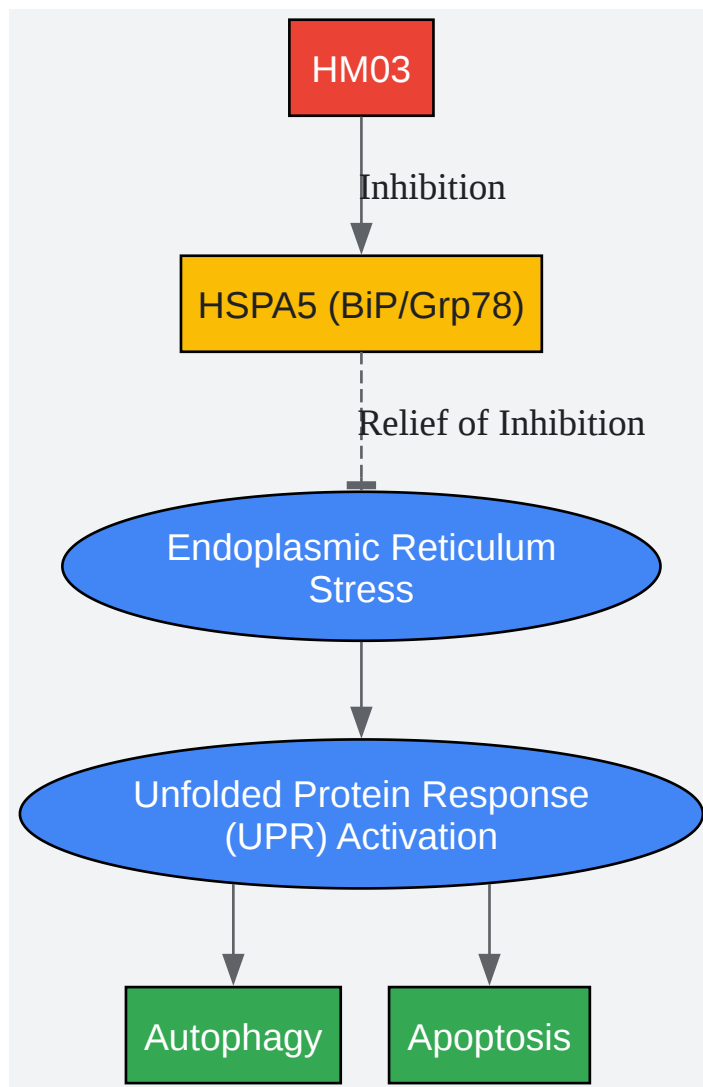 HM03
Inhibition
HSPA5 (BiP/Grp78)
Relief of Inhibition
Endoplasmic Reticulum
Stress
Unfolded Protein Response
(UPR) Activation
Autophagy
Apoptosis